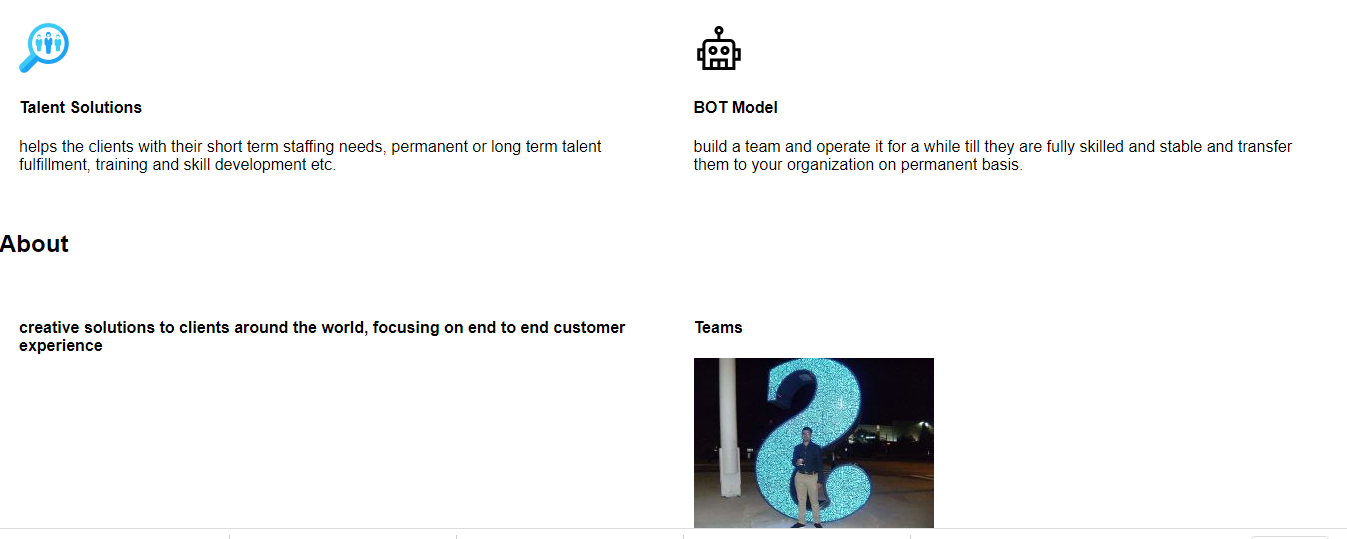 Talent Solutions
helps the clients with their short term staffing needs, permanent or long term talent
fulfillment, training and skill development etc.
BOT Model
build a team and operate it for a while till they are fully skilled and stable and transfer
them to your organization on permanent basis.
About
creative solutions to clients around the world, focusing on end to end customer
experience
Teams
S